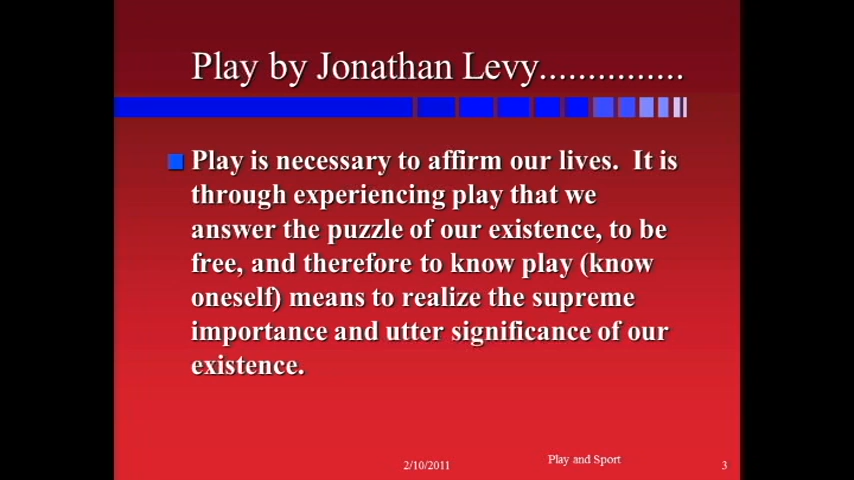 Play by Jonathan Levy...............
Play is necessary to affirm our lives.  It is
through experiencing play that we
answer the puzzle of our existence, to be
free, and therefore to know play (know
oneself) means to realize the supreme
importance and utter significance of our
existence.
2/10/2011
Play and Sport
3